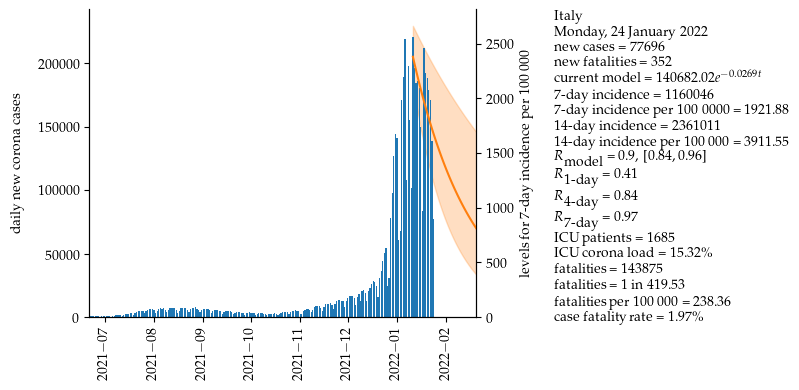 daily new corona cases
200000
150000
100000
50000
0
2021−07
2021−08
2021−09
2021−10
2021−11
2021−12
2022−01
2022−02
2500
2000
1500
1000
500
0
levels for 7-day incidence per 100 000
Italy
Monday, 24 January 2022
new cases = 77696
new fatalities = 352
current model = 140682.02e^{−0.0269t}
7-day incidence = 1160046
7-day incidence per 100 0000 = 1921.88
14-day incidence = 2361011
14-day incidence per 100 000 = 3911.55
R_model = 0.9, [0.84, 0.96]
R_1-day = 0.41
R_4-day = 0.84
R_7-day = 0.97
ICU patients = 1685
ICU corona load = 15.32%
fatalities = 143875
fatalities = 1 in 419.53
fatalities per 100 000 = 238.36
case fatality rate = 1.97%